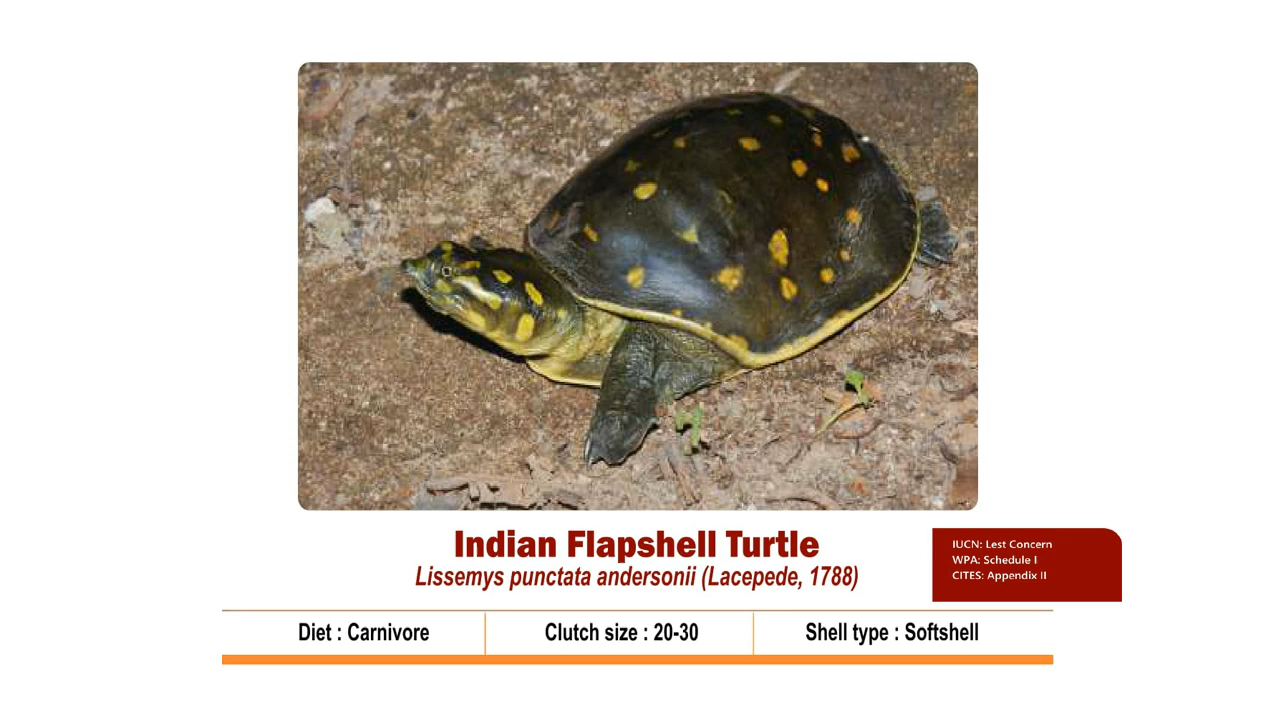 Indian Flapshell Turtle
Lissemys punctata andersonii (Lacepede, 1788)
IUCN: Lest Concern
WPA: Schedule I
CITES: Appendix II
Diet : Carnivore
Clutch size : 20-30
Shell type : Softshell